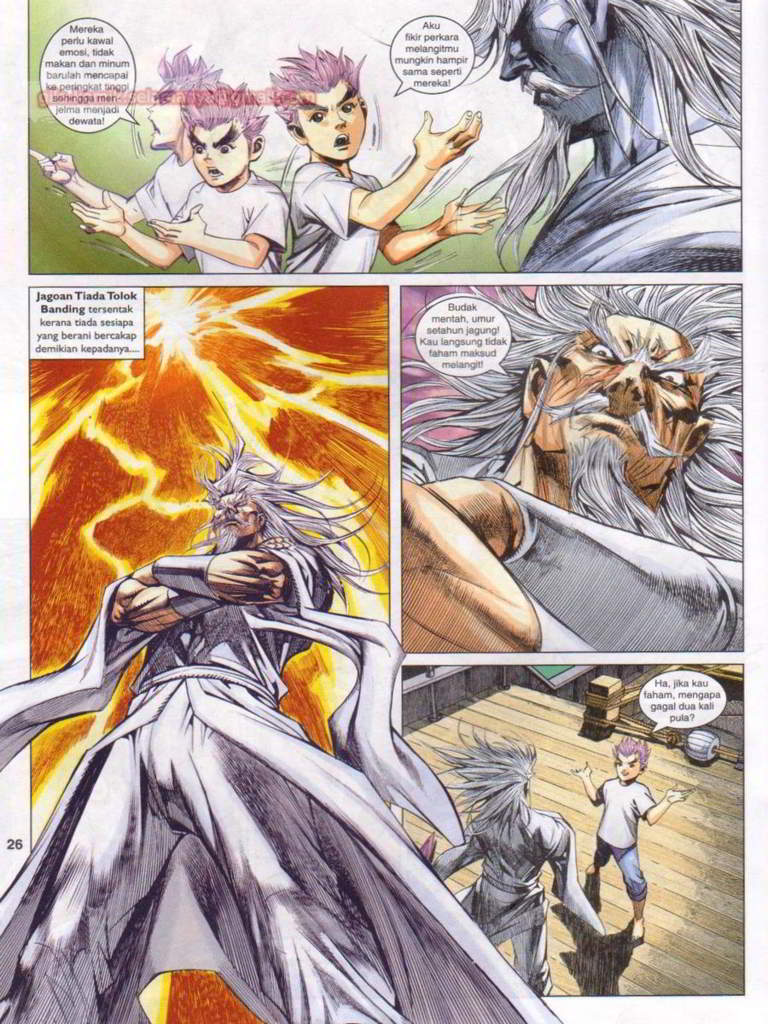 Mereka
perlu kawal
emosi, tidak
makan dan minum
barulah mencapai
ke peringkat tinggi
sehingga men-
jelma menjadi
dewata!
Aku
fikir perkara
melangitmu
mungkin hampir
sama seperti
mereka!
Jagoan Tiada Tolok
Banding tersentak
kerana tiada sesiapa
yang berani bercakap
demikian kepadanya....
Budak
mentah, umur
setahun jagung!
Kau langsung tidak
faham maksud
melangit!
Ha, jika kau
faham, mengapa
gagal dua kali
pula?
26